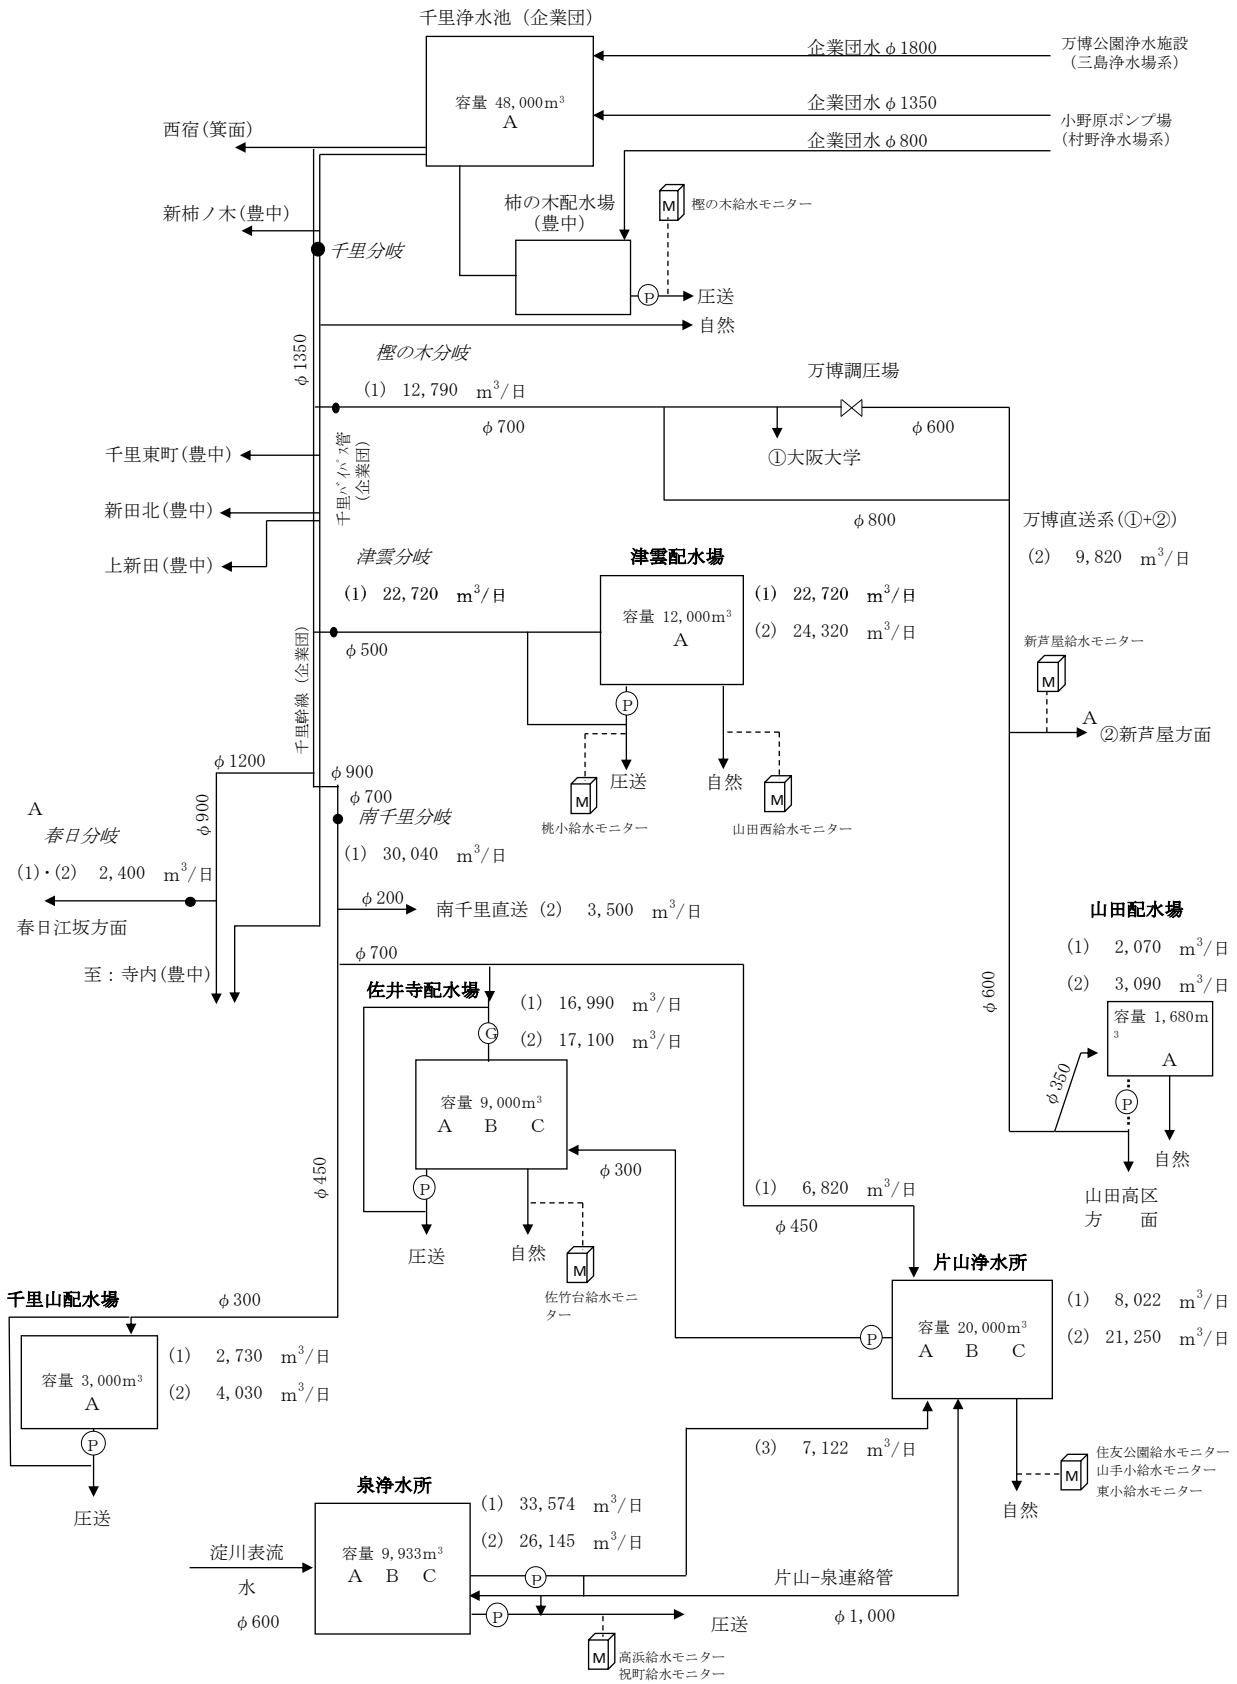 千里浄水池（企業団）
容量 48,000m³
A
企業団水φ1800
万博公園浄水施設
（三島浄水場系）
企業団水φ1350
小野原ポンプ場
（村野浄水場系）
企業団水φ800
西宿(箕面)
新柿ノ木(豊中)
千里分岐
柿の木配水場
（豊中）
M
樫の木給水モニター
P
圧送
自然
φ1350
樫の木分岐
(1) 12,790 m³/日
φ700
万博調圧場
φ600
①大阪大学
φ800
千里ﾊﾞｲﾊﾟｽ管
（企業団）
千里東町(豊中)
新田北(豊中)
上新田(豊中)
万博直送系(①+②)
(2) 9,820 m³/日
津雲分岐
(1) 22,720 m³/日
φ500
津雲配水場
容量 12,000m³
A
(1) 22,720 m³/日
(2) 24,320 m³/日
P
圧送
自然
M
桃小給水モニター
M
山田西給水モニター
新芦屋給水モニター
M
A
②新芦屋方面
千里幹線（企業団）
φ1200
φ900
φ700
φ900
A
春日分岐
(1)・(2) 2,400 m³/日
春日江坂方面
至：寺内(豊中)
南千里分岐
(1) 30,040 m³/日
φ200
南千里直送 (2) 3,500 m³/日
φ700
φ600
山田配水場
(1) 2,070 m³/日
(2) 3,090 m³/日
容量 1,680m
³
A
φ350
P
自然
山田高区
方　面
佐井寺配水場
(1) 16,990 m³/日
(2) 17,100 m³/日
G
容量 9,000m³
A B C
P
圧送
自然
M
佐竹台給水モニ
ター
φ300
φ450
(1) 6,820 m³/日
φ450
片山浄水所
容量 20,000m³
A B C
(1) 8,022 m³/日
(2) 21,250 m³/日
P
自然
M
住友公園給水モニター
山手小給水モニター
東小給水モニター
千里山配水場
φ300
容量 3,000m³
A
(1) 2,730 m³/日
(2) 4,030 m³/日
P
圧送
(3) 7,122 m³/日
泉浄水所
(1) 33,574 m³/日
(2) 26,145 m³/日
淀川表流
水
φ600
容量 9,933m³
A B C
P
P
片山−泉連絡管
φ1,000
圧送
M
高浜給水モニター
祝町給水モニター